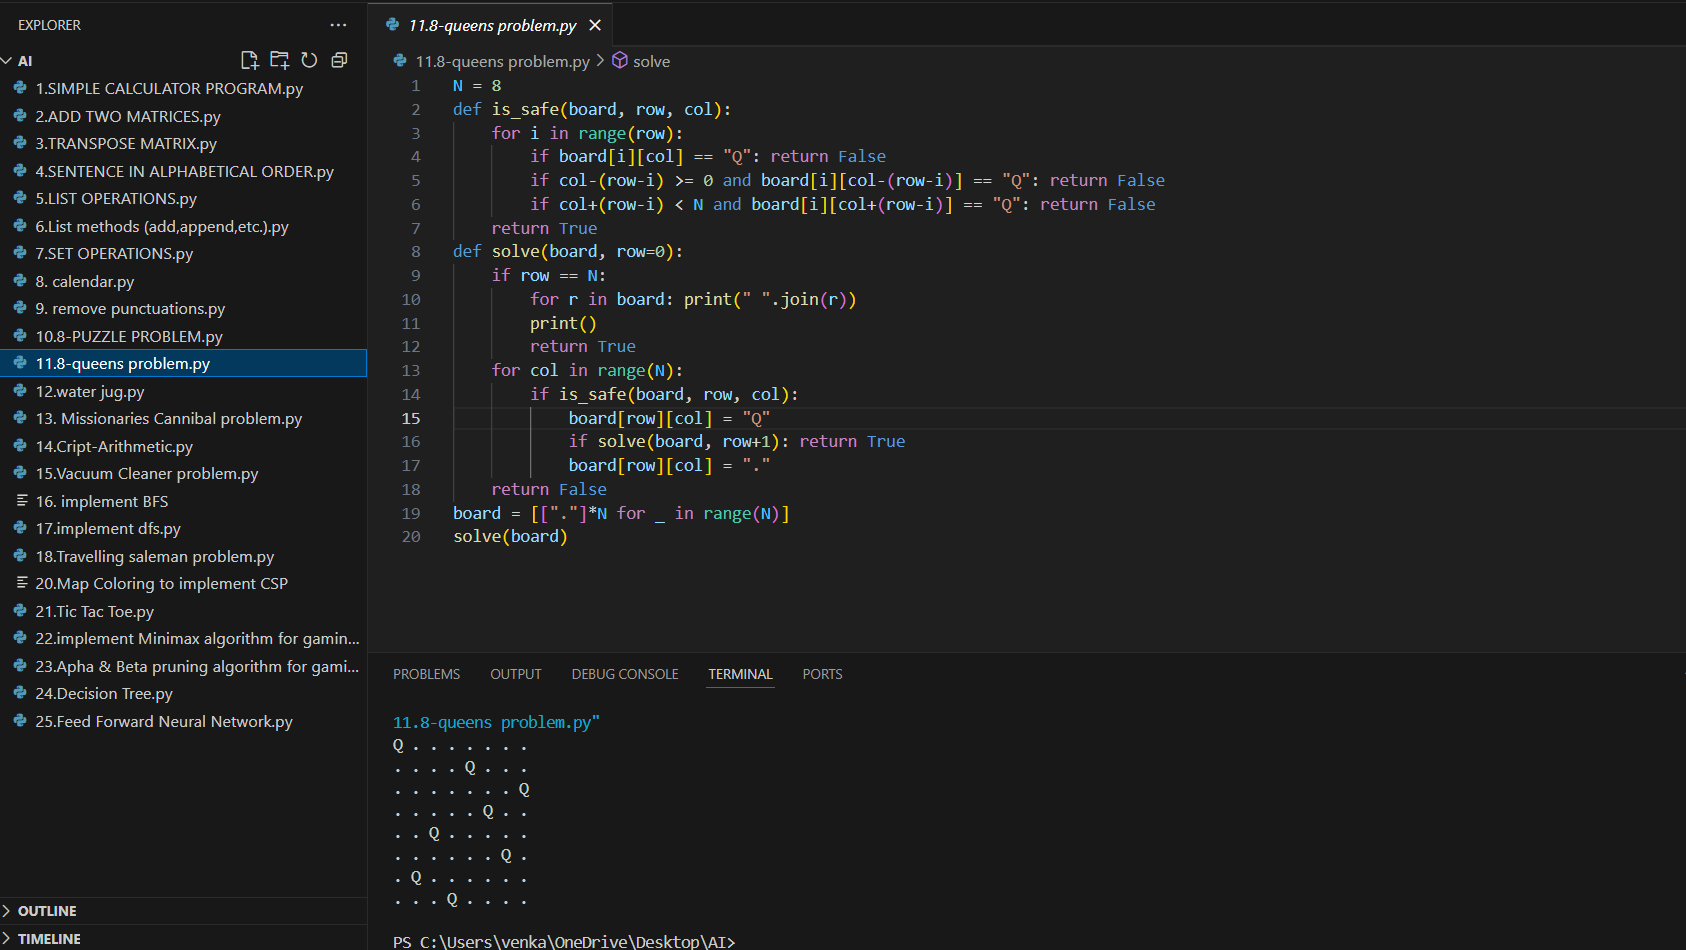 EXPLORER
AI
1.SIMPLE CALCULATOR PROGRAM.py
2.ADD TWO MATRICES.py
3.TRANSPOSE MATRIX.py
4.SENTENCE IN ALPHABETICAL ORDER.py
5.LIST OPERATIONS.py
6.List methods (add,append,etc.).py
7.SET OPERATIONS.py
8. calendar.py
9. remove punctuations.py
10.8-PUZZLE PROBLEM.py
11.8-queens problem.py
12.water jug.py
13. Missionaries Cannibal problem.py
14.Cript-Arithmetic.py
15.Vacuum Cleaner problem.py
16. implement BFS
17.implement dfs.py
18.Travelling saleman problem.py
20.Map Coloring to implement CSP
21.Tic Tac Toe.py
22.implement Minimax algorithm for gamin...
23.Apha & Beta pruning algorithm for gami...
24.Decision Tree.py
25.Feed Forward Neural Network.py
OUTLINE
TIMELINE
11.8-queens problem.py
11.8-queens problem.py > solve
1 N = 8
2 def is_safe(board, row, col):
3     for i in range(row):
4         if board[i][col] == "Q": return False
5         if col-(row-i) >= 0 and board[i][col-(row-i)] == "Q": return False
6         if col+(row-i) < N and board[i][col+(row-i)] == "Q": return False
7     return True
8 def solve(board, row=0):
9     if row == N:
10         for r in board: print(" ".join(r))
11         print()
12         return True
13     for col in range(N):
14         if is_safe(board, row, col):
15             board[row][col] = "Q"
16             if solve(board, row+1): return True
17             board[row][col] = "."
18     return False
19 board = [["."]*N for _ in range(N)]
20 solve(board)
PROBLEMS OUTPUT DEBUG CONSOLE TERMINAL PORTS
11.8-queens problem.py"
Q . . . . . . .
. . . . Q . . .
. . . . . . . Q
. . . . . Q . .
. . Q . . . . .
. . . . . . Q .
. Q . . . . . .
. . . Q . . . .
PS C:\Users\venka\OneDrive\Desktop\AI>